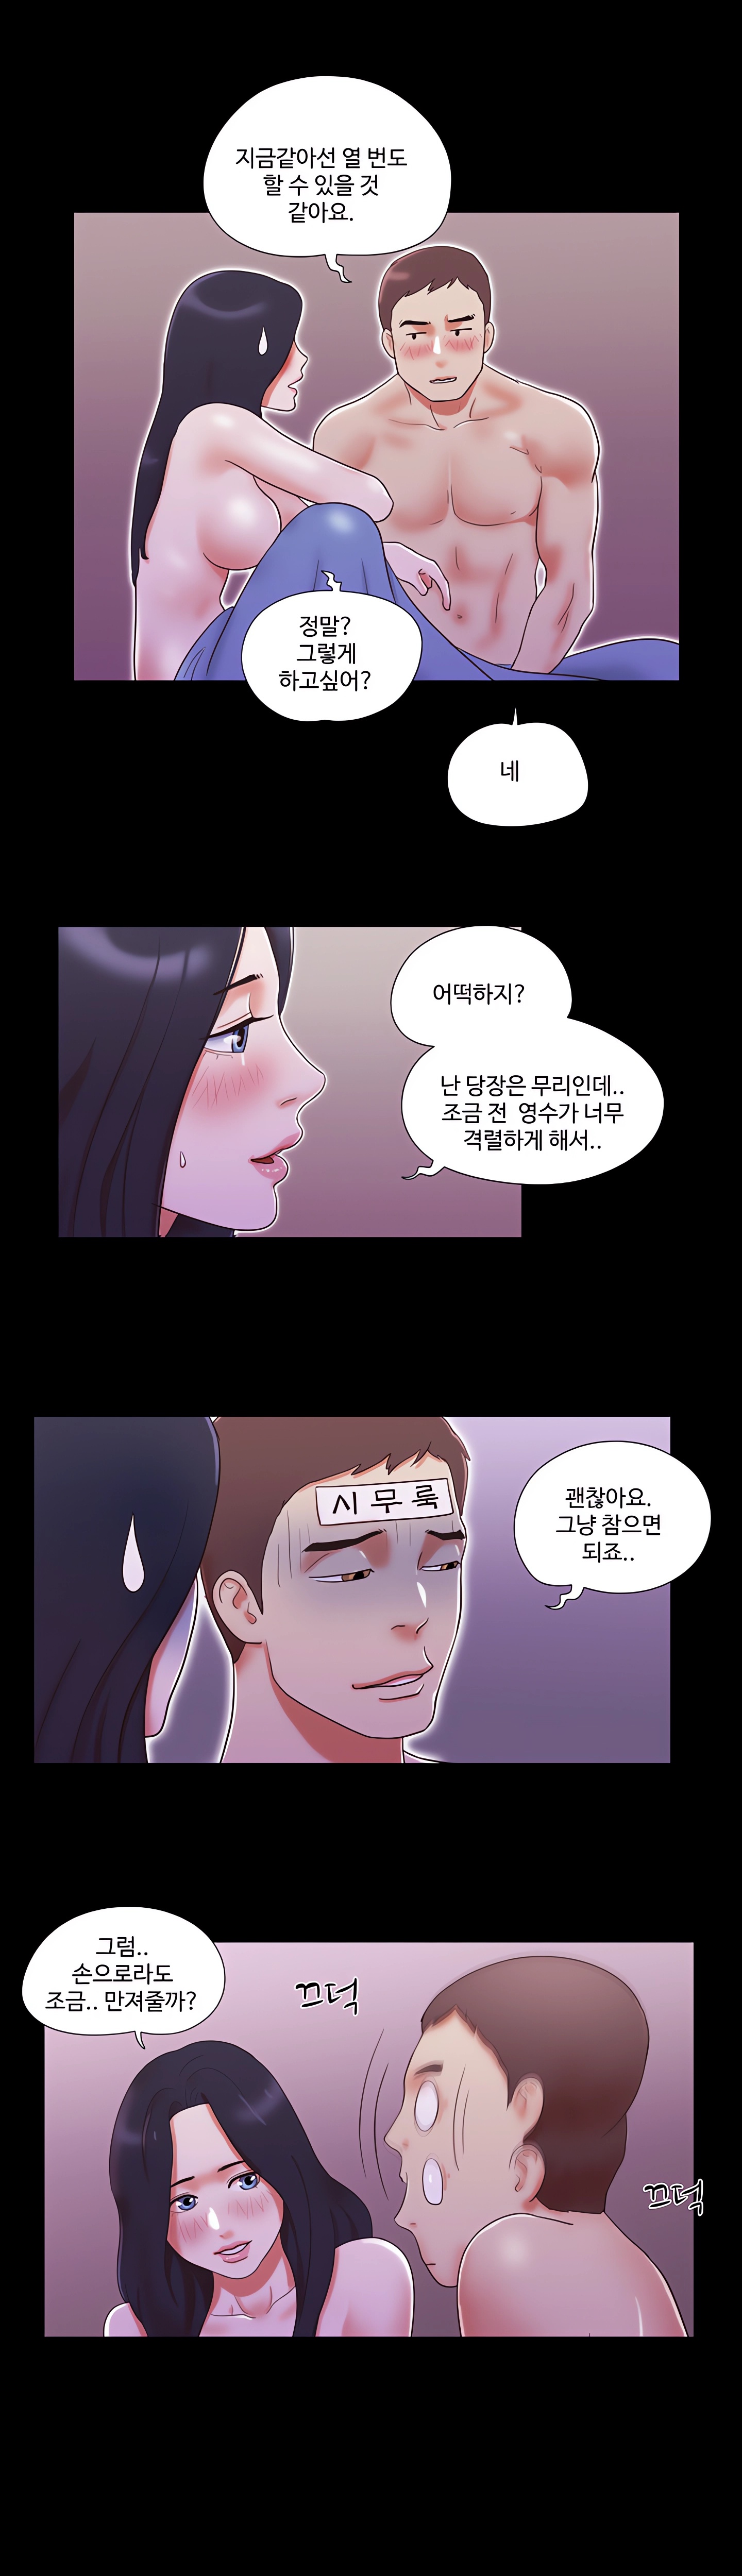 지금같아선 열 번도
할 수 있을 것
같아요.
정말?
그렇게
하고싶어?
네
어떡하지?
난 당장은 무리인데..
조금 전 영수가 너무
격렬하게 해서..
시무룩
괜찮아요.
그냥 참으면
되죠..
그럼..
손으로라도
조금.. 만져줄까?
끄덕
끄덕